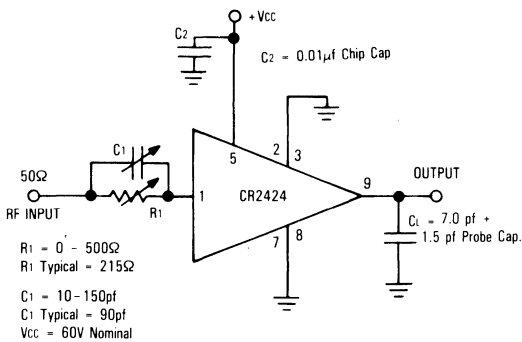 +Vcc
C2
C2 = 0.01µf Chip Cap
C1
5
2
3
50Ω
RF INPUT
R1
1
CR2424
9
OUTPUT
7
8
CL = 7.0 pf +
1.5 pf Probe Cap.
R1 = 0 - 500Ω
R1 Typical = 215Ω
C1 = 10-150pf
C1 Typical = 90pf
Vcc = 60V Nominal